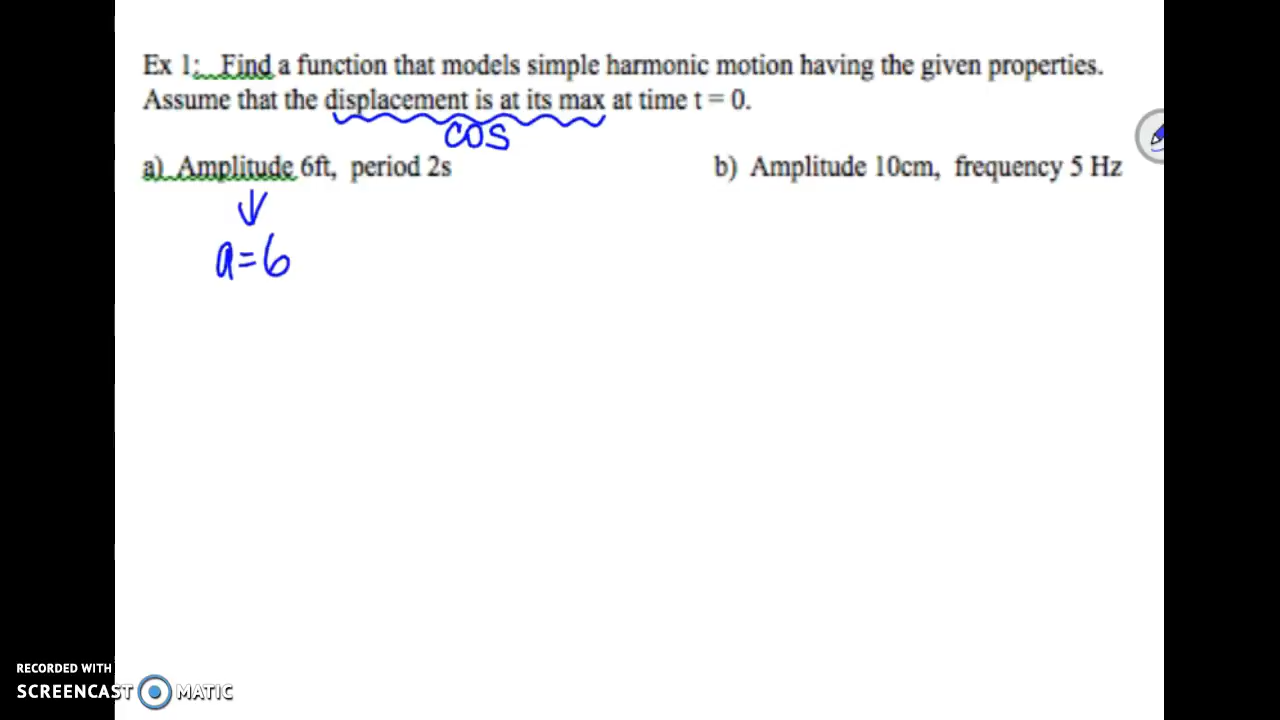 Ex 1: Find a function that models simple harmonic motion having the given properties.
Assume that the displacement is at its max at time t = 0.
cos
a) Amplitude 6ft, period 2s
b) Amplitude 10cm, frequency 5 Hz
a=6
RECORDED WITH
SCREENCAST MATIC